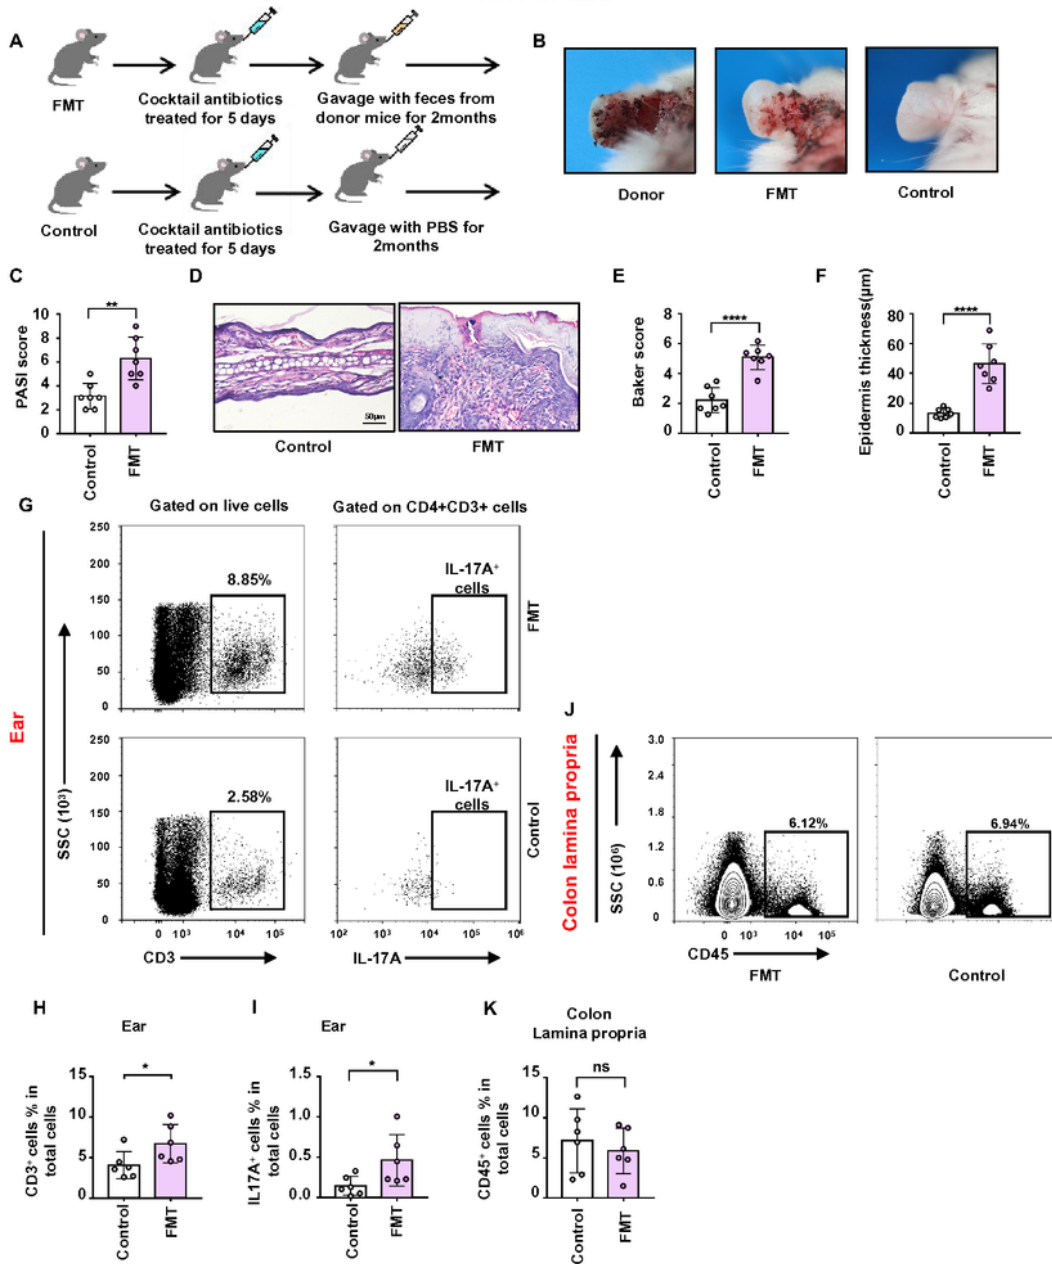 A
FMT
Cocktail antibiotics
treated for 5 days
Gavage with feces from
donor mice for 2months
Control
Cocktail antibiotics
treated for 5 days
Gavage with PBS for
2months
B
Donor
FMT
Control
C
PASI score
10
8
6
4
2
0
**
Control
FMT
D
50μm
Control
FMT
E
Baker score
8
6
4
2
0
****
Control
FMT
F
Epidermis thickness(μm)
80
60
40
20
0
****
Control
FMT
G
Gated on live cells
Gated on CD4+CD3+ cells
Ear
SSC (10³)
250
200
150
100
50
0
8.85%
IL-17A⁺
cells
FMT
250
200
150
100
50
0
2.58%
IL-17A⁺
cells
Control
0 10³ 10⁴ 10⁵
CD3
10² 10³ 10⁴ 10⁵ 10⁶
IL-17A
J
Colon lamina propria
SSC (10⁶)
3.0
2.4
1.8
1.2
0.6
0
6.12%
6.94%
0 10³ 10⁴ 10⁵
CD45
FMT
Control
H
Ear
CD3⁺ cells % in
total cells
15
10
5
0
*
Control
FMT
I
Ear
IL17A⁺ cells % in
total cells
1.5
1.0
0.5
0.0
*
Control
FMT
K
Colon
Lamina propria
CD45⁺ cells % in
total cells
15
10
5
0
ns
Control
FMT